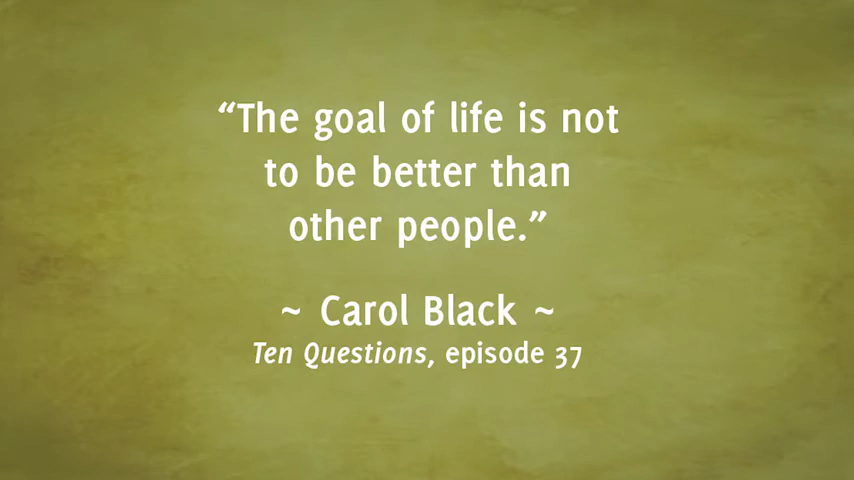 “The goal of life is not
to be better than
other people.”
~ Carol Black ~
Ten Questions, episode 37